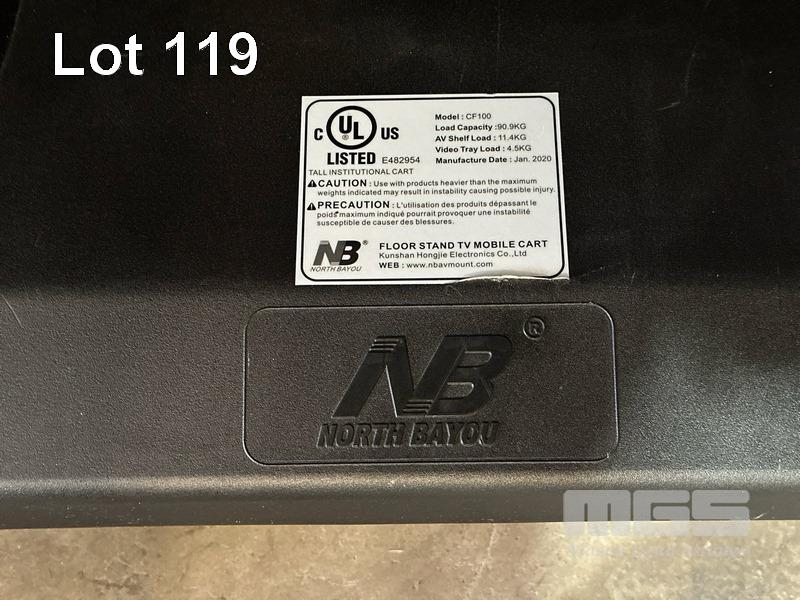 Lot 119
C UL ® US
LISTED E482954
Model : CF100
Load Capacity :90.9KG
AV Shelf Load : 11.4KG
Video Tray Load : 4.5KG
Manufacture Date : Jan. 2020
TALL INSTITUTIONAL CART
CAUTION : Use with products heavier than the maximum
weights indicated may result in instability causing possible injury.
PRECAUTION : L'utilisation des produits dépassant le
poids maximum indiqué pourrait provoquer une instabilité
susceptible de causer des blessures.
NB®
NORTH BAYOU
FLOOR STAND TV MOBILE CART
Kunshan Hongjie Electronics Co.,Ltd
WEB : www.nbavmount.com
NB ®
NORTH BAYOU
MGS